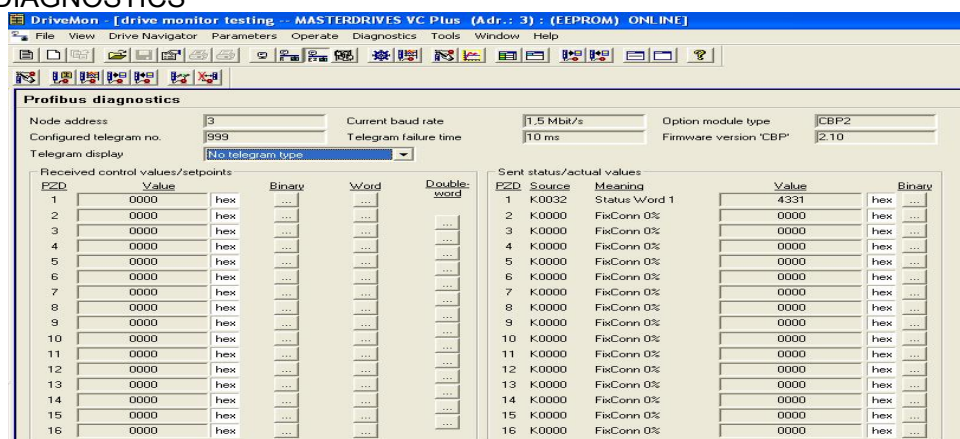 DIAGNOSTICS
DriveMon - [drive monitor testing -- MASTERDRIVES VC Plus (Adr.: 3) : (EEPROM) ONLINE]
File View Drive Navigator Parameters Operate Diagnostics Tools Window Help
Profibus diagnostics
Node address 3 Current baud rate 1,5 Mbit/s Option module type CBP2
Configured telegram no. 999 Telegram failure time 10 ms Firmware version 'CBP' 2.10
Telegram display No telegram type
Received control values/setpoints Sent status/actual values
PZD Value Binary Word Double-word PZD Source Meaning Value Binary
1 0000 hex ... ... 1 K0032 Status Word 1 4331 hex ...
2 0000 hex ... ... ... 2 K0000 FixConn 0% 0000 hex ...
3 0000 hex ... ... ... 3 K0000 FixConn 0% 0000 hex ...
4 0000 hex ... ... ... 4 K0000 FixConn 0% 0000 hex ...
5 0000 hex ... ... ... 5 K0000 FixConn 0% 0000 hex ...
6 0000 hex ... ... ... 6 K0000 FixConn 0% 0000 hex ...
7 0000 hex ... ... ... 7 K0000 FixConn 0% 0000 hex ...
8 0000 hex ... ... ... 8 K0000 FixConn 0% 0000 hex ...
9 0000 hex ... ... ... 9 K0000 FixConn 0% 0000 hex ...
10 0000 hex ... ... ... 10 K0000 FixConn 0% 0000 hex ...
11 0000 hex ... ... ... 11 K0000 FixConn 0% 0000 hex ...
12 0000 hex ... ... ... 12 K0000 FixConn 0% 0000 hex ...
13 0000 hex ... ... ... 13 K0000 FixConn 0% 0000 hex ...
14 0000 hex ... ... ... 14 K0000 FixConn 0% 0000 hex ...
15 0000 hex ... ... ... 15 K0000 FixConn 0% 0000 hex ...
16 0000 hex ... ... ... 16 K0000 FixConn 0% 0000 hex ...